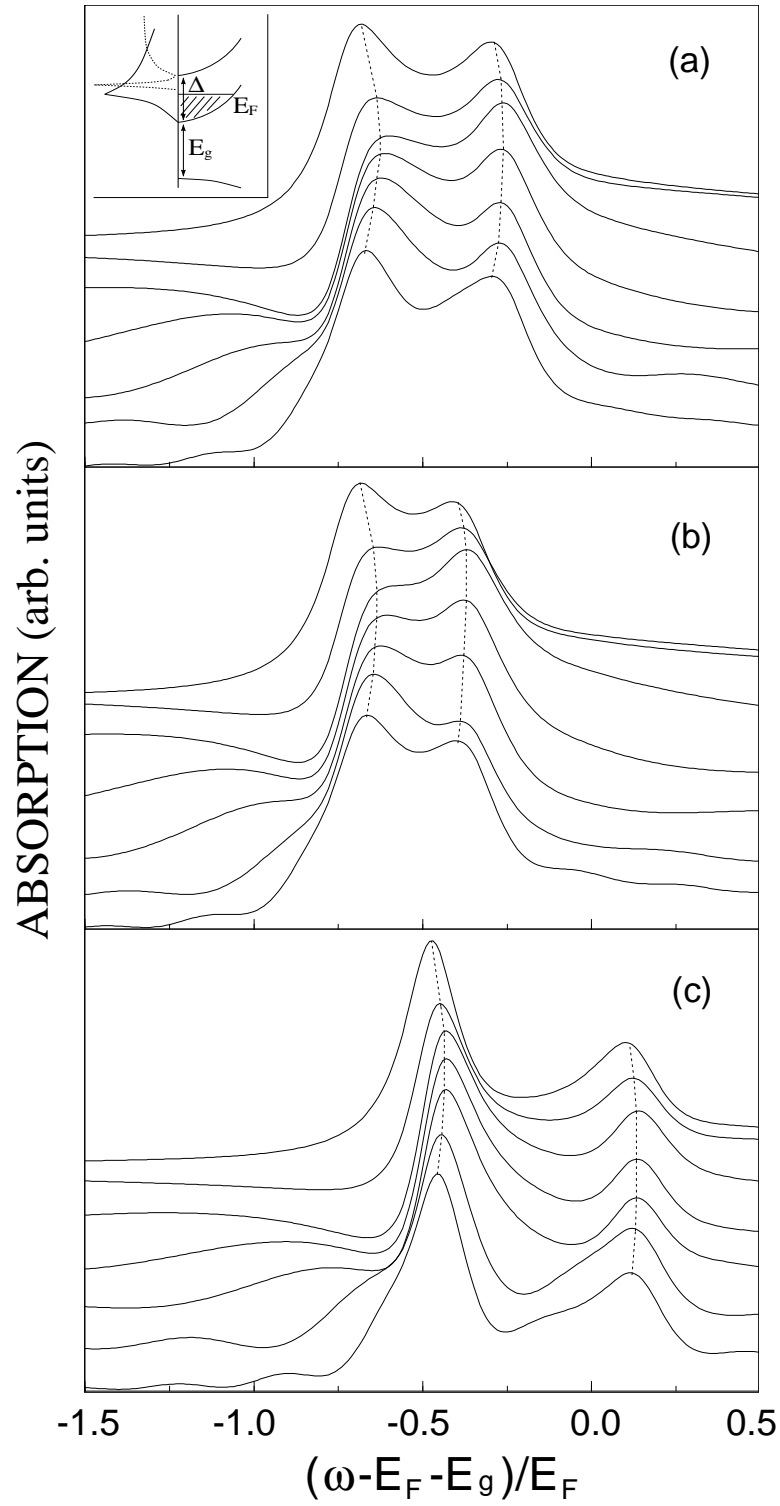 (a)
Δ
E_F
E_g
(b)
(c)
ABSORPTION (arb. units)
-1.5 -1.0 -0.5 0.0 0.5
(ω-E_F-E_g)/E_F